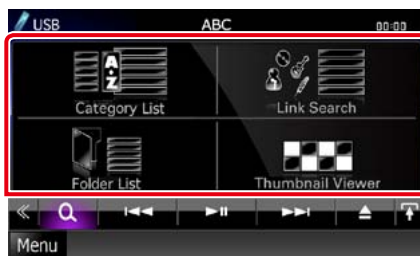 USB ABC 00:00
A
Z
Category List Link Search
Folder List Thumbnail Viewer
Menu